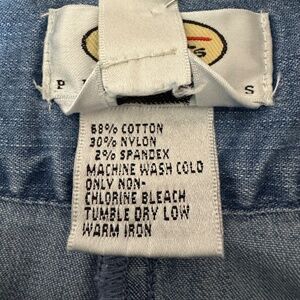 P S
68% COTTON
30% NYLON
2% SPANDEX
MACHINE WASH COLD
ONLY NON-
CHLORINE BLEACH
TUMBLE DRY LOW
WARM IRON